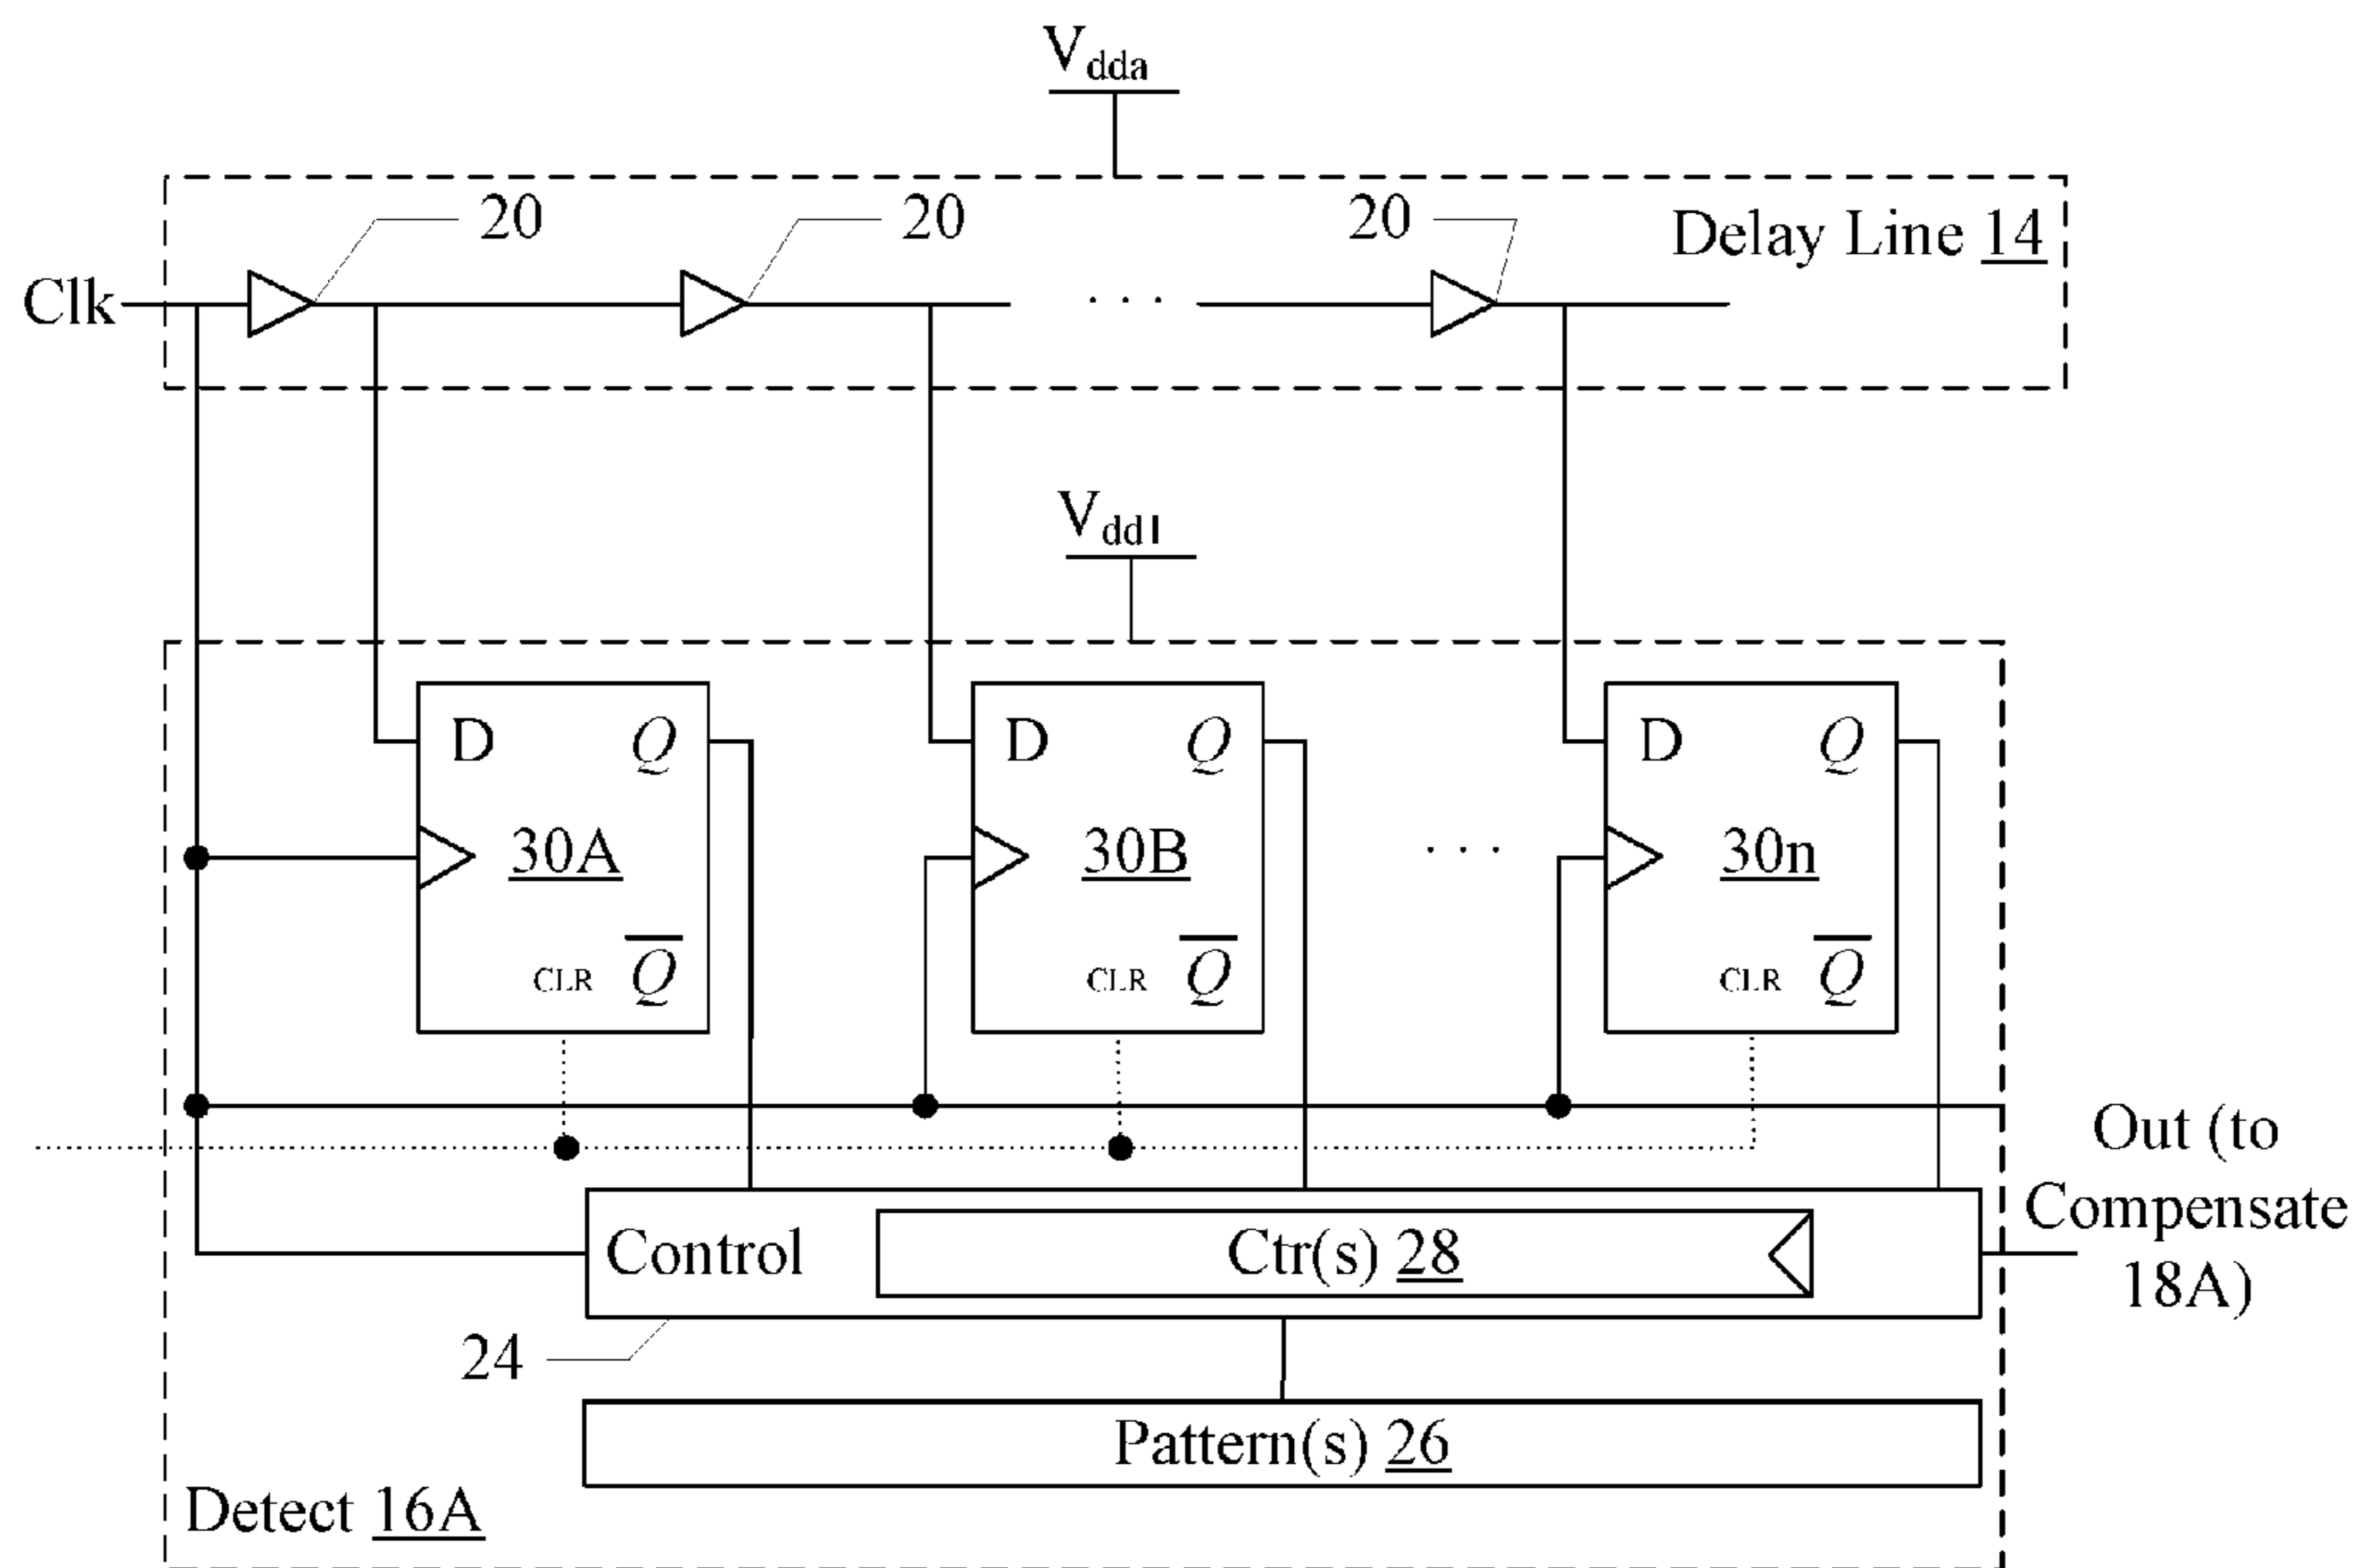 Vdda
20
20
20
Delay Line 14
Clk
Vdd1
D Q
D Q
D Q
30A
30B
· · ·
30n
CLR Q̅
CLR Q̅
CLR Q̅
Out (to
Compensate
18A)
Control
Ctr(s) 28
24
Pattern(s) 26
Detect 16A